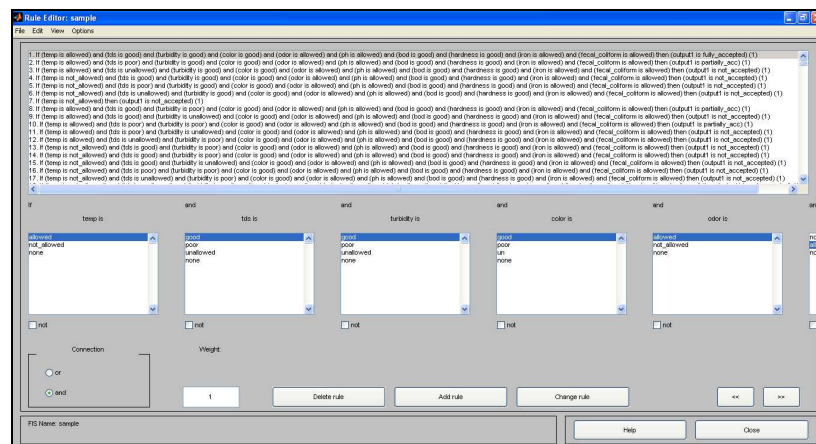 Rule Editor: sample
File Edit View Options
1. If (temp is allowed) and (tds is good) and (turbidity is good) and (color is good) and (odor is allowed) and (ph is allowed) and (bod is good) and (hardness is good) and (iron is allowed) and (fecal_coliform is allowed) then (output1 is fully_accepted) (1)
2. If (temp is allowed) and (tds is poor) and (turbidity is good) and (color is good) and (odor is allowed) and (ph is allowed) and (bod is good) and (hardness is good) and (iron is allowed) and (fecal_coliform is allowed) then (output1 is partially_acc) (1)
3. If (temp is allowed) and (tds is unallowed) and (turbidity is good) and (color is good) and (odor is allowed) and (ph is allowed) and (bod is good) and (hardness is good) and (iron is allowed) and (fecal_coliform is allowed) then (output1 is not_accepted) (1)
4. If (temp is not_allowed) and (tds is good) and (turbidity is good) and (color is good) and (odor is allowed) and (ph is allowed) and (bod is good) and (hardness is good) and (iron is allowed) and (fecal_coliform is allowed) then (output1 is not_accepted) (1)
5. If (temp is not_allowed) and (tds is poor) and (turbidity is good) and (color is good) and (odor is allowed) and (ph is allowed) and (bod is good) and (hardness is good) and (iron is allowed) and (fecal_coliform is allowed) then (output1 is not_accepted) (1)
6. If (temp is not_allowed) and (tds is unallowed) and (turbidity is good) and (color is good) and (odor is allowed) and (ph is allowed) and (bod is good) and (hardness is good) and (iron is allowed) and (fecal_coliform is allowed) then (output1 is not_accepted)
7. If (temp is not_allowed) then (output1 is not_accepted) (1)
8. If (temp is allowed) and (tds is good) and (turbidity is poor) and (color is good) and (odor is allowed) and (ph is allowed) and (bod is good) and (hardness is good) and (iron is allowed) and (fecal_coliform is allowed) then (output1 is partially_acc) (1)
9. If (temp is allowed) and (tds is good) and (turbidity is unallowed) and (color is good) and (odor is allowed) and (ph is allowed) and (bod is good) and (hardness is good) and (iron is allowed) and (fecal_coliform is allowed) then (output1 is not_accepted) (1)
10. If (temp is allowed) and (tds is poor) and (turbidity is poor) and (color is good) and (odor is allowed) and (ph is allowed) and (bod is good) and (hardness is good) and (iron is allowed) and (fecal_coliform is allowed) then (output1 is partially_acc) (1)
11. If (temp is allowed) and (tds is poor) and (turbidity is unallowed) and (color is good) and (odor is allowed) and (ph is allowed) and (bod is good) and (hardness is good) and (iron is allowed) and (fecal_coliform is allowed) then (output1 is not_accepted) (1)
12. If (temp is allowed) and (tds is unallowed) and (turbidity is poor) and (color is good) and (odor is allowed) and (ph is allowed) and (bod is good) and (hardness is good) and (iron is allowed) and (fecal_coliform is allowed) then (output1 is not_accepted) (1)
13. If (temp is not_allowed) and (tds is good) and (turbidity is poor) and (color is good) and (odor is allowed) and (ph is allowed) and (bod is good) and (hardness is good) and (iron is allowed) and (fecal_coliform is allowed) then (output1 is not_accepted) (1)
14. If (temp is not_allowed) and (tds is good) and (turbidity is poor) and (color is good) and (odor is allowed) and (ph is allowed) and (bod is good) and (hardness is good) and (iron is allowed) and (fecal_coliform is allowed) then (output1 is not_accepted) (1)
15. If (temp is not_allowed) and (tds is good) and (turbidity is poor) and (color is good) and (odor is allowed) and (ph is allowed) and (bod is good) and (hardness is good) and (iron is allowed) and (fecal_coliform is allowed) then (output1 is not_accepted) (1)
16. If (temp is not_allowed) and (tds is poor) and (turbidity is poor) and (color is good) and (odor is allowed) and (ph is allowed) and (bod is good) and (hardness is good) and (iron is allowed) and (fecal_coliform is allowed) then (output1 is not_accepted) (1)
17. If (temp is not_allowed) and (tds is unallowed) and (turbidity is poor) and (color is good) and (odor is allowed) and (ph is allowed) and (bod is good) and (hardness is good) and (iron is allowed) and (fecal_coliform is allowed) then (output1 is not_accepted)
If and and and and
temp is tds is turbidity is color is odor is
allowed good good good allowed
not_allowed poor poor poor not_allowed
none unallowed unallowed un none
none none none
not not not not not
Connection Weight:
or
and 1 Delete rule Add rule Change rule << >>
FIS Name: sample Help Close